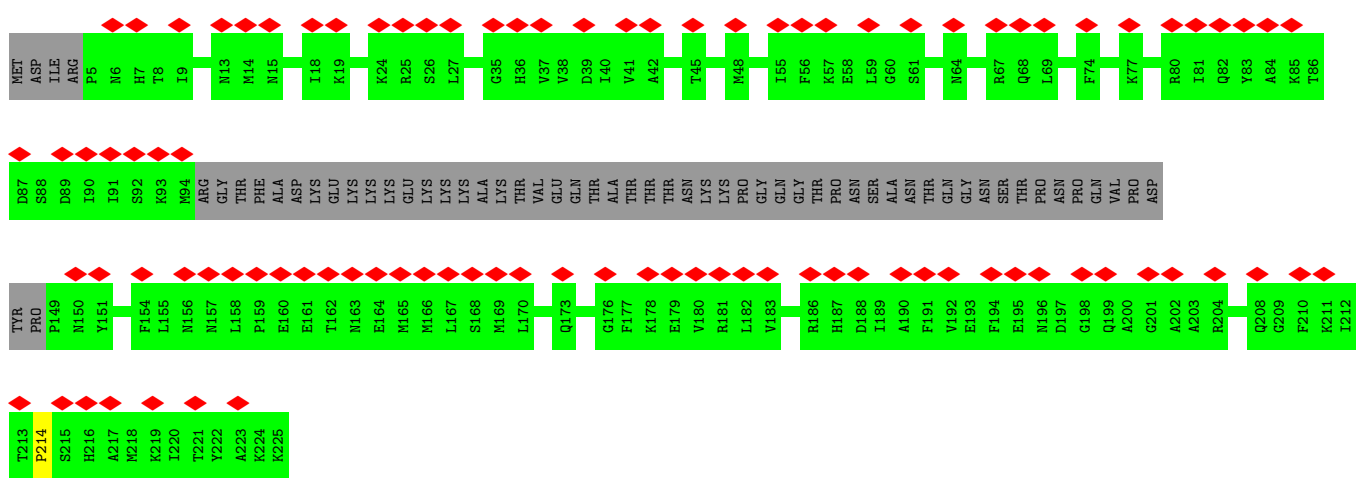 MET ASP ILE ARG P5 N6 H7 T8 I9 N13 M14 N15 I18 K19 K24 R25 S26 L27 G35 H36 V37 V38 D39 I40 V41 A42 T45 M48 I55 F56 K57 E58 L59 G60 S61 N64 R67 Q68 L69 F74 K77 R80 I81 Q82 Y83 A84 K85 T86
D87 S88 D89 I90 I91 S92 K93 M94 ARG GLY THR PHE ALA ASP LYS GLU LYS LYS LYS GLU LYS LYS LYS ALA LYS THR VAL GLU GLN THR ALA THR THR THR ASN LYS LYS PRO GLY GLN GLY THR PRO ASN SER ALA ASN THR GLN GLY ASN SER THR PRO ASN PRO GLN VAL PRO ASP
TYR PRO P149 N150 Y151 F154 L155 N156 N157 L158 P159 E160 E161 T162 N163 E164 M165 M166 L167 S168 M169 L170 Q173 G176 F177 K178 E179 V180 R181 L182 V183 R186 H187 D188 I189 A190 F191 V192 E193 F194 E195 N196 D197 G198 Q199 A200 G201 A202 A203 R204 Q208 G209 F210 K211 I212
T213 P214 S215 H216 A217 M218 K219 I220 T221 Y222 A223 K224 K225